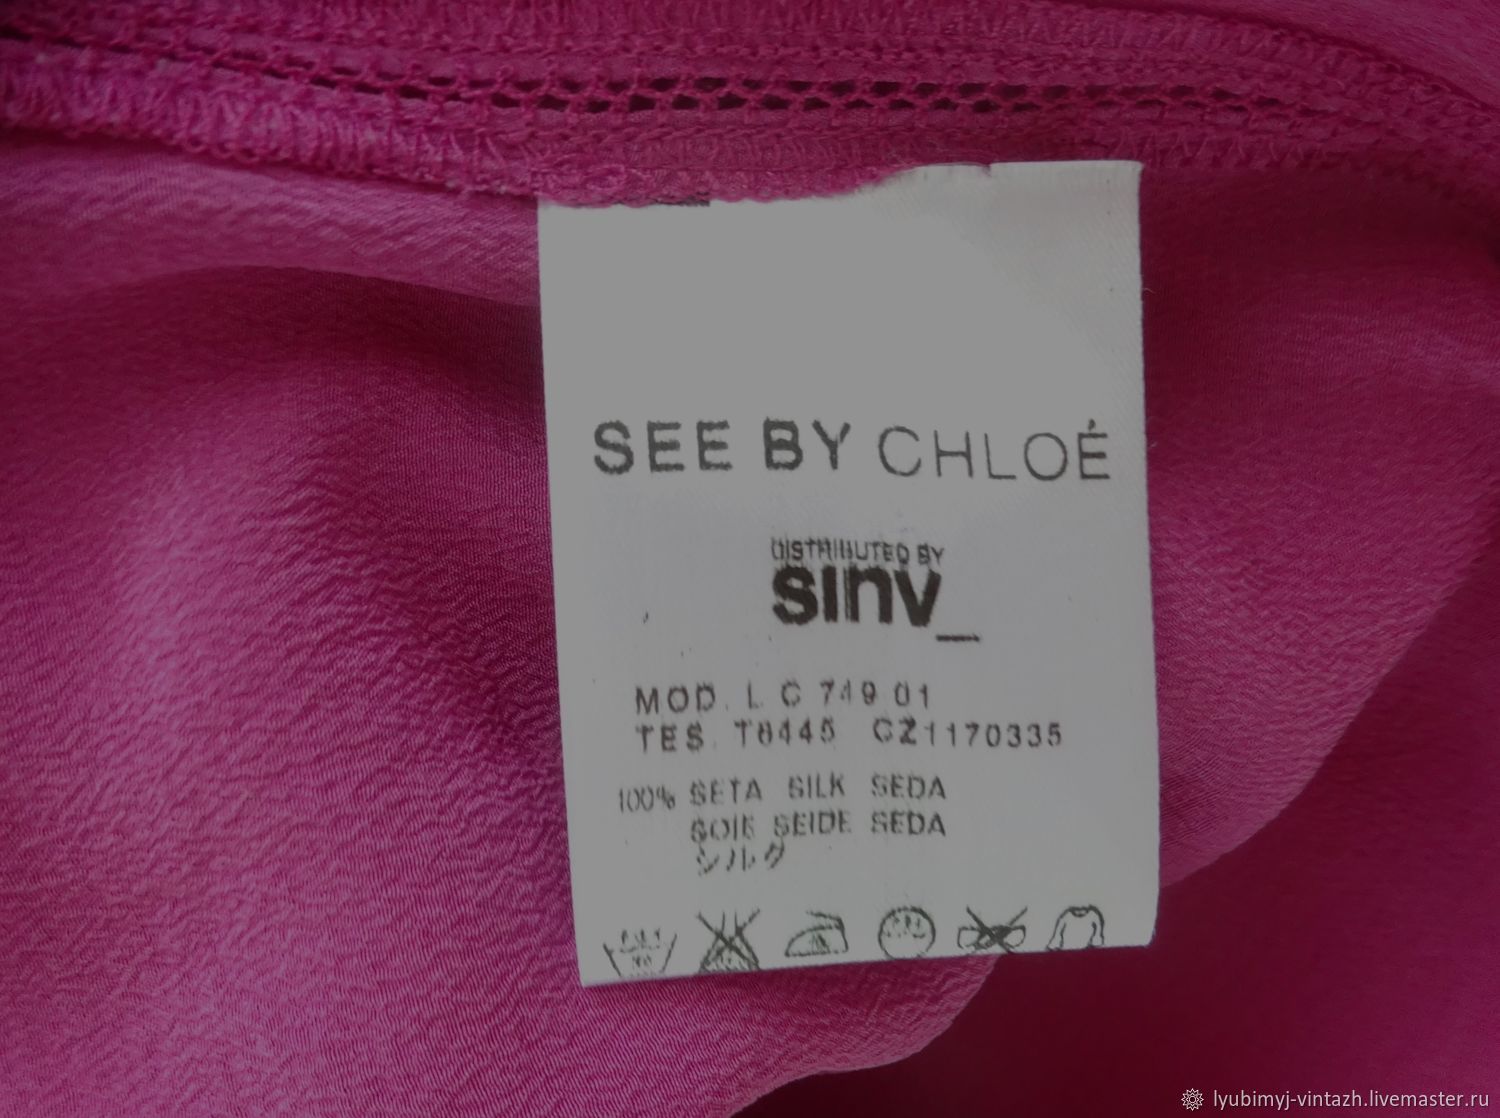 SEE BY CHLOÉ
DISTRIBUTED BY
sinv_
MOD. L C 749 01
TES. T8445 CZ1170335
100% SETA SILK SEDA
SOIE SEIDE SEDA
シルク
lyubimyj-vintazh.livemaster.ru